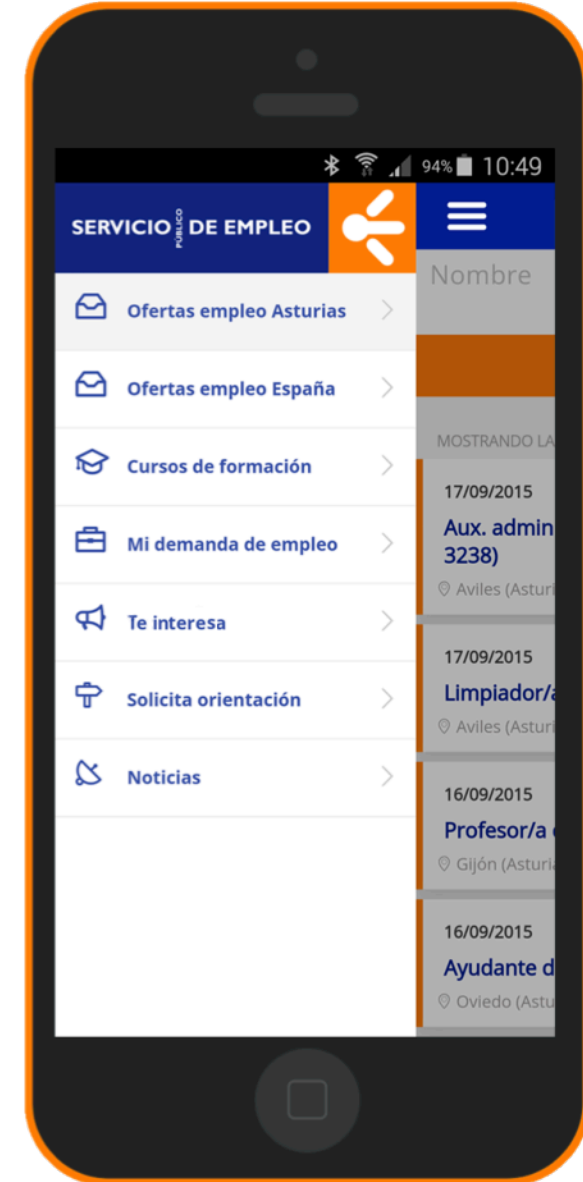 94% 10:49
SERVICIO PÚBLICO DE EMPLEO
Ofertas empleo Asturias
Ofertas empleo España
Cursos de formación
Mi demanda de empleo
Te interesa
Solicita orientación
Noticias
Nombre
MOSTRANDO LA
17/09/2015
Aux. admin
3238)
Aviles (Asturi
17/09/2015
Limpiador/a
Aviles (Asturi
16/09/2015
Profesor/a
Gijón (Asturia
16/09/2015
Ayudante d
Oviedo (Astu